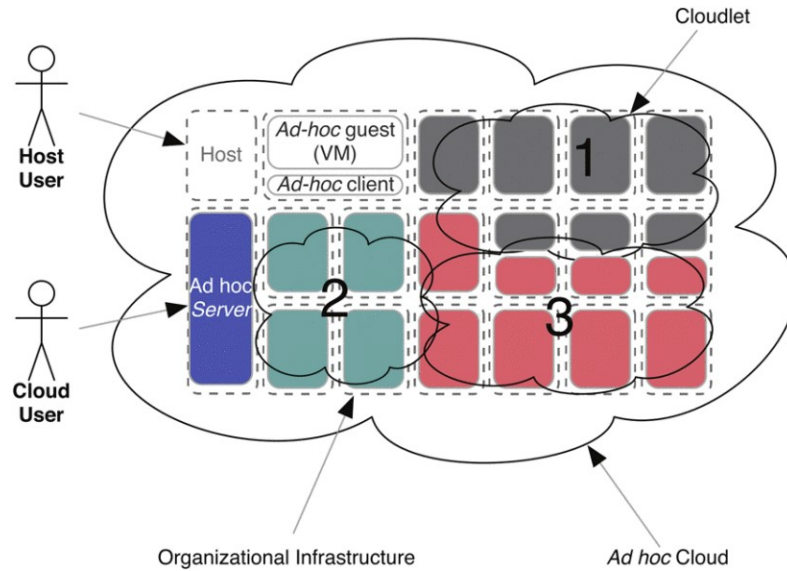 Cloudlet
Host
User
Host
Ad-hoc guest
(VM)
Ad-hoc client
1
Ad hoc
Server
2
3
Cloud
User
Organizational Infrastructure
Ad hoc Cloud